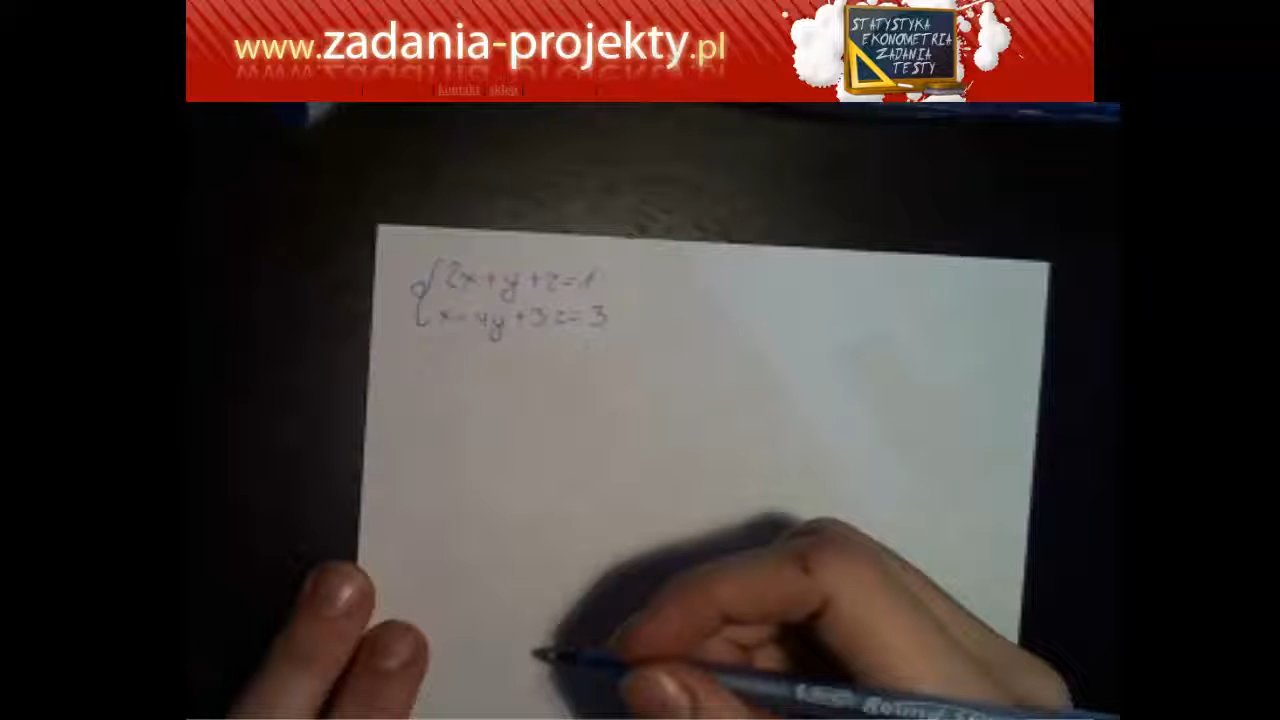 www.zadania-projekty.pl
STATYSTYKA
EKONOMETRIA
ZADANIA
TESTY
kontakt | sklep |
2x+y+z=1
x-4y+3z=3